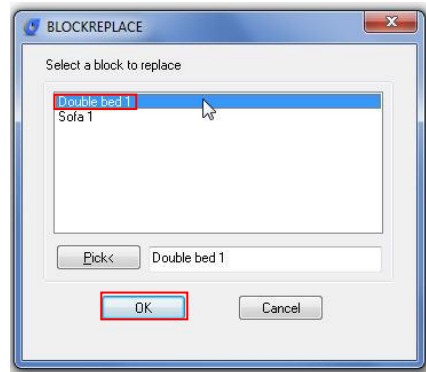 BLOCKREPLACE
Select a block to replace
Double bed 1
Sofa 1
Pick<
Double bed 1
OK
Cancel